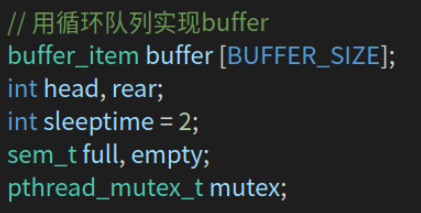 // 用循环队列实现buffer
buffer_item buffer [BUFFER_SIZE];
int head, rear;
int sleeptime = 2;
sem_t full, empty;
pthread_mutex_t mutex;